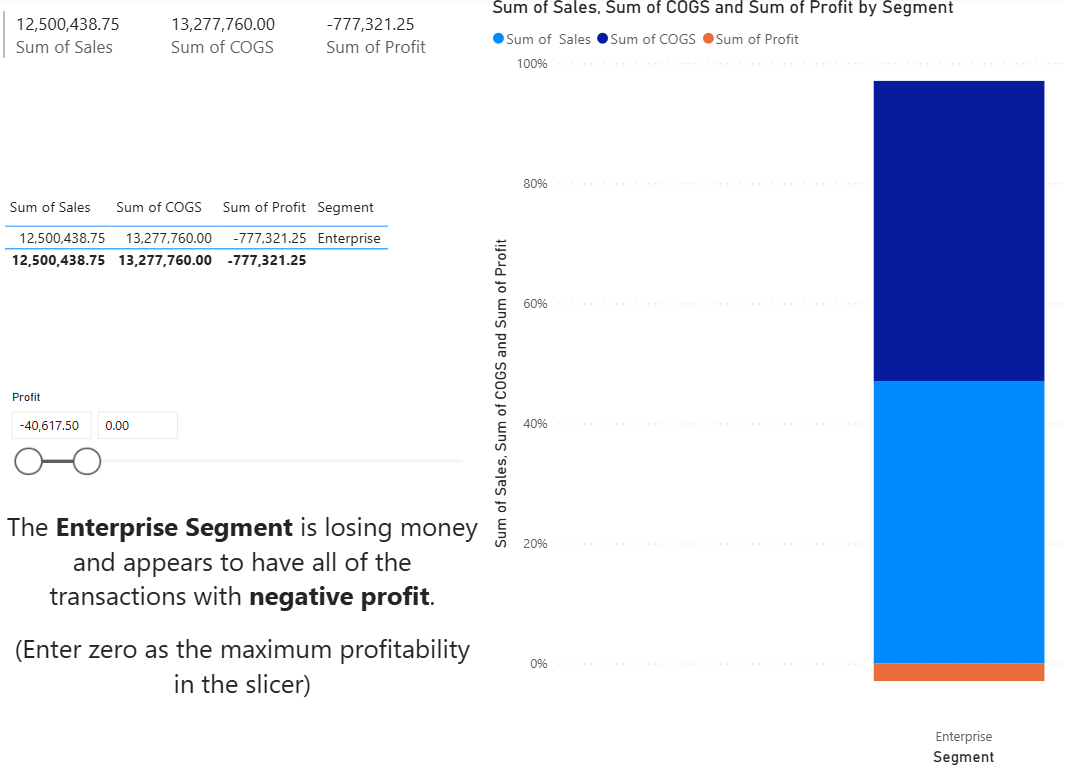 12,500,438.75 13,277,760.00 -777,321.25
Sum of Sales Sum of COGS Sum of Profit
Sum of Sales Sum of COGS Sum of Profit Segment
12,500,438.75 13,277,760.00 -777,321.25 Enterprise
12,500,438.75 13,277,760.00 -777,321.25
Profit
-40,617.50 0.00
The Enterprise Segment is losing money
and appears to have all of the
transactions with negative profit.
(Enter zero as the maximum profitability
in the slicer)
Sum of Sales, Sum of COGS and Sum of Profit by Segment
Sum of Sales Sum of COGS Sum of Profit
100%
80%
60%
40%
20%
0%
Sum of Sales, Sum of COGS and Sum of Profit
Enterprise
Segment